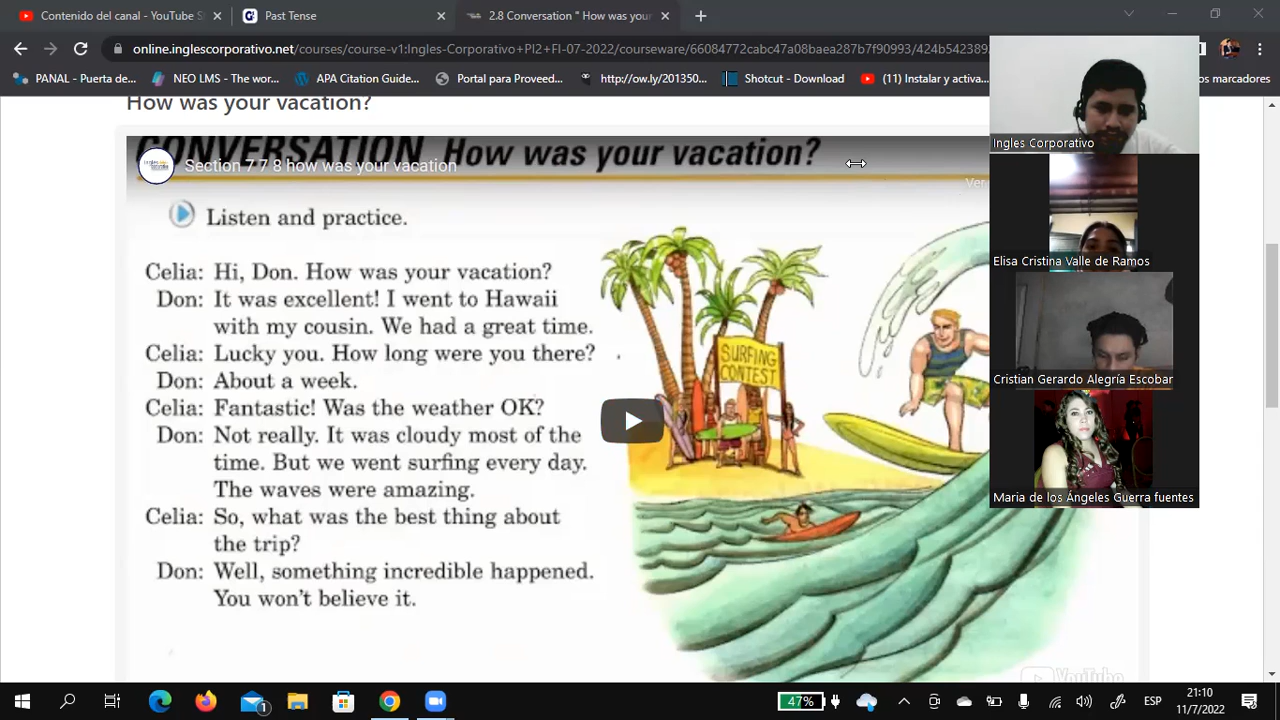 Contenido del canal - YouTube S
Past Tense
2.8 Conversation " How was your
online.inglescorporativo.net/courses/course-v1:Ingles-Corporativo+PI2+FI-07-2022/courseware/66084772cabc47a08baea287b7f90993/424b542389
PANAL - Puerta de...
NEO LMS - The wor...
APA Citation Guide...
Portal para Proveed...
http://ow.ly/201350...
Shotcut - Download
(11) Instalar y activa...
os marcadores
How was your vacation?
CONVERSATION How was your vacation?
Section 7 7 8 how was your vacation
Ver
Listen and practice.
Celia: Hi, Don. How was your vacation?
Don: It was excellent! I went to Hawaii
with my cousin. We had a great time.
Celia: Lucky you. How long were you there?
Don: About a week.
Celia: Fantastic! Was the weather OK?
Don: Not really. It was cloudy most of the
time. But we went surfing every day.
The waves were amazing.
Celia: So, what was the best thing about
the trip?
Don: Well, something incredible happened.
You won't believe it.
SURFING
CONTEST
YouTube
Ingles Corporativo
Elisa Cristina Valle de Ramos
Cristian Gerardo Alegría Escobar
Maria de los Ángeles Guerra fuentes
1
47%
ESP
21:10
11/7/2022
2